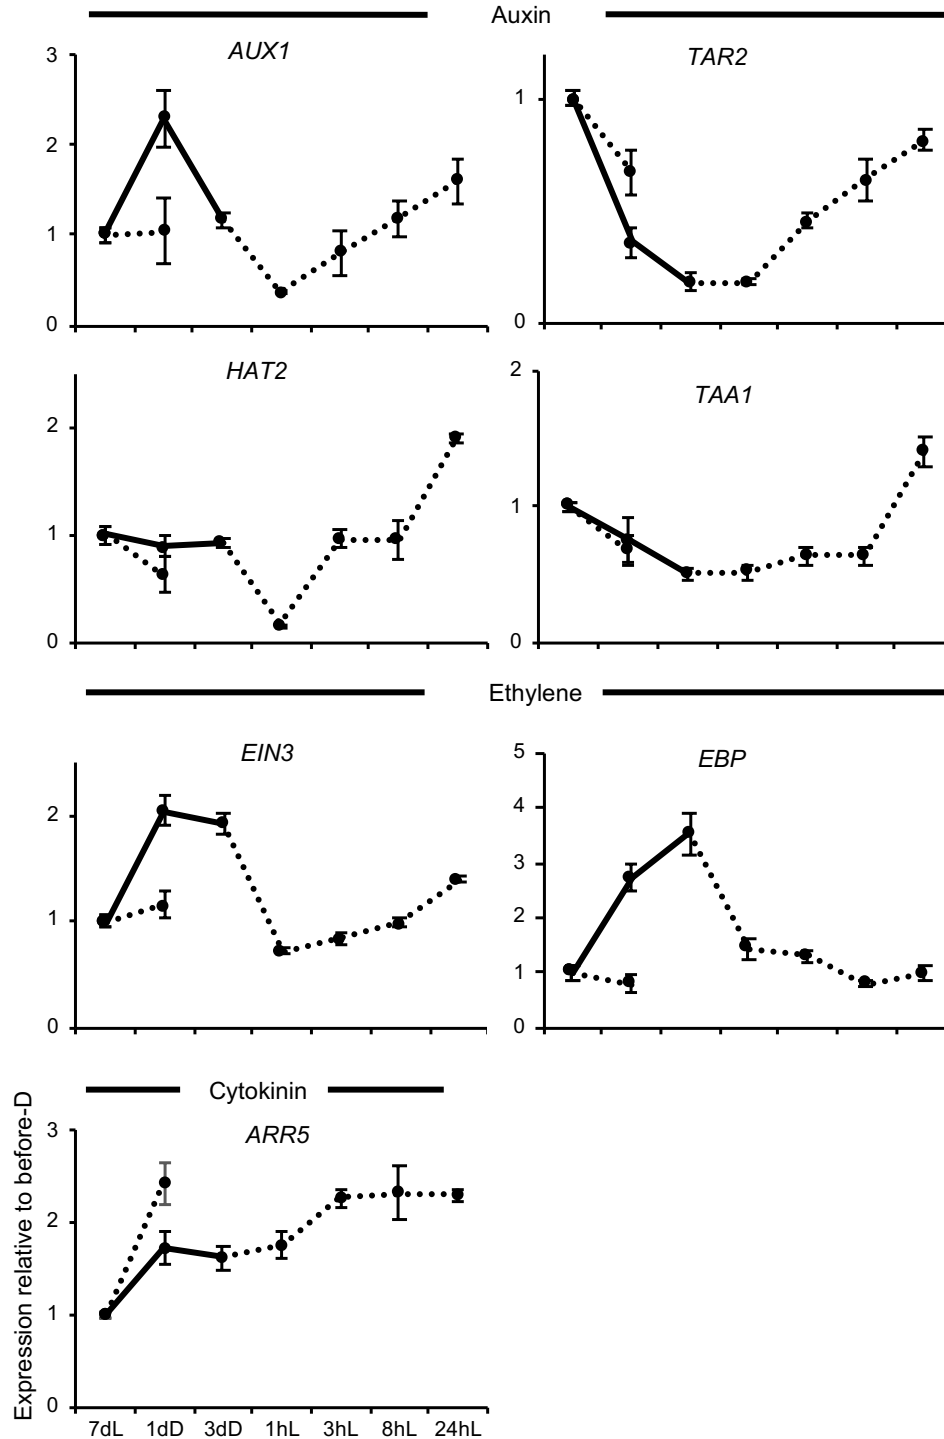 Auxin
AUX1
3
2
1
0
TAR2
1
0
HAT2
2
1
0
TAA1
2
1
0
Ethylene
EIN3
2
1
0
EBP
5
4
3
2
1
0
Cytokinin
ARR5
Expression relative to before-D
3
2
1
0
7dL 1dD 3dD 1hL 3hL 8hL 24hL